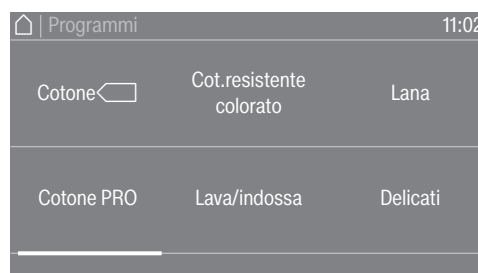 | Programmi 11:02
Cotone Cot.resistente colorato Lana
Cotone PRO Lava/indossa Delicati